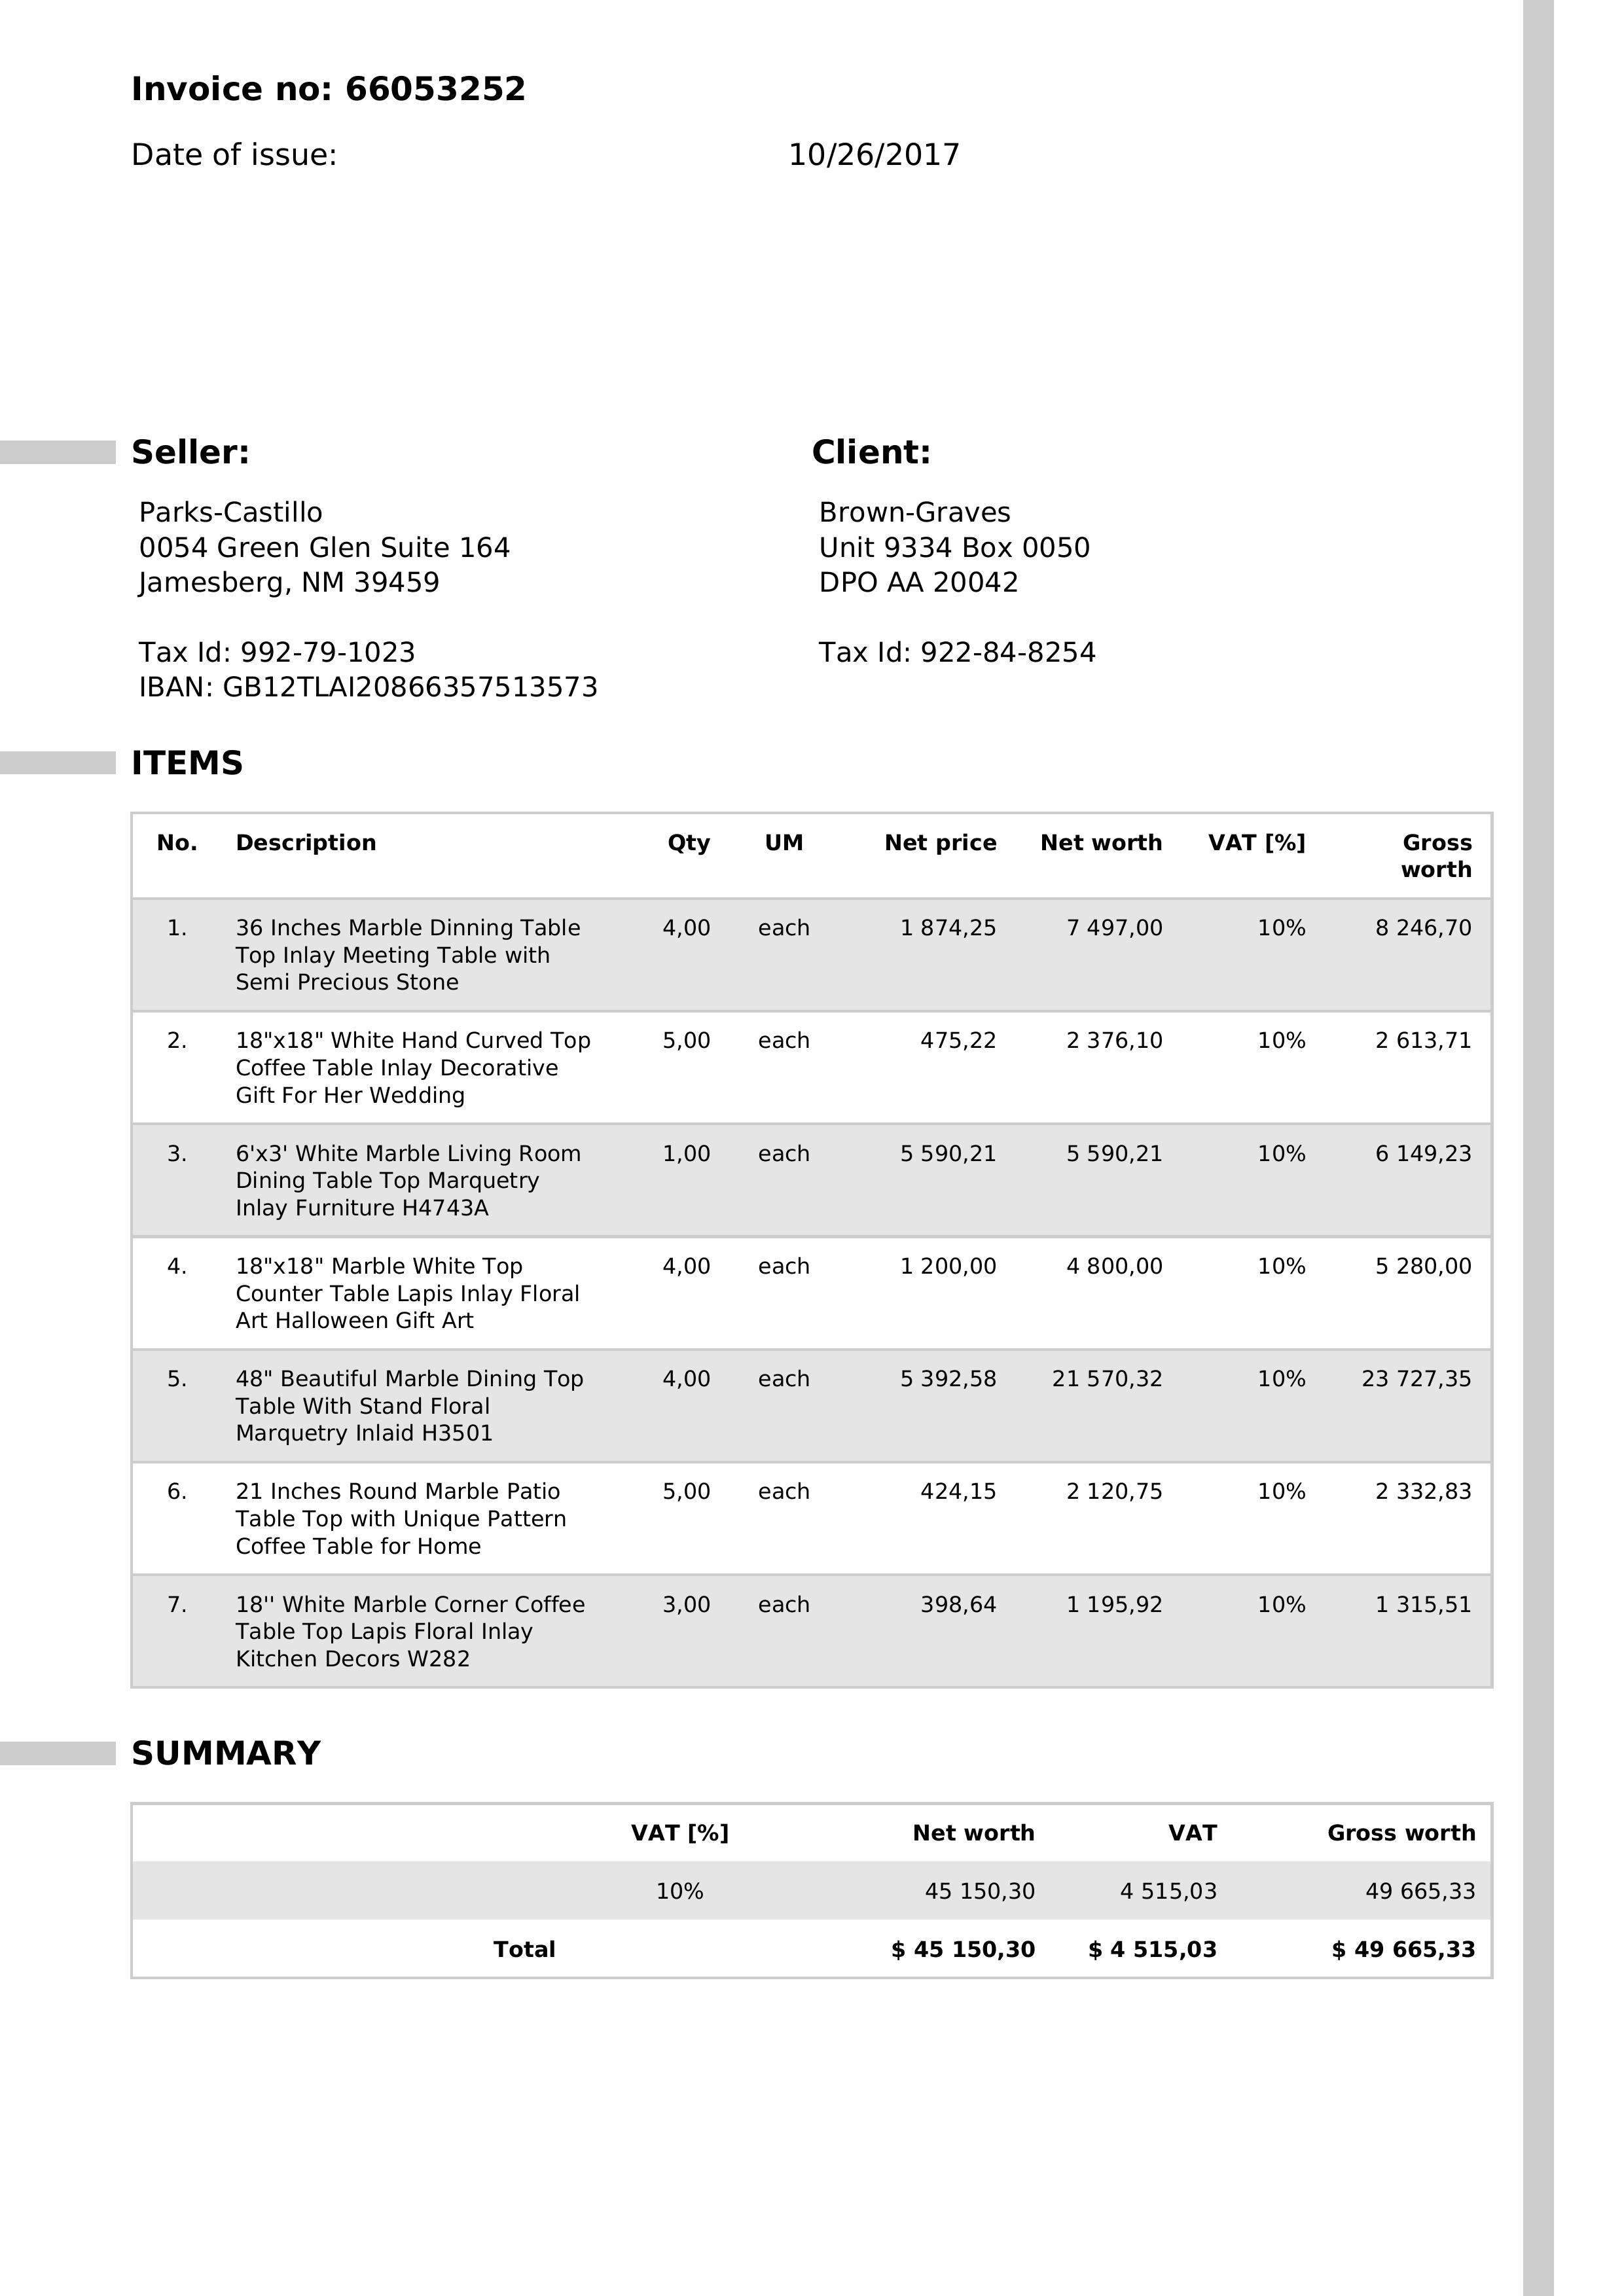 Invoice no: 66053252
Date of issue: 10/26/2017
Seller: Client:
Parks-Castillo Brown-Graves
0054 Green Glen Suite 164 Unit 9334 Box 0050
Jamesberg, NM 39459 DPO AA 20042
Tax Id: 992-79-1023 Tax Id: 922-84-8254
IBAN: GB12TLAI20866357513573
ITEMS
No. Description Qty UM Net price Net worth VAT [%] Gross
worth
1. 36 Inches Marble Dinning Table 4,00 each 1 874,25 7 497,00 10% 8 246,70
Top Inlay Meeting Table with
Semi Precious Stone
2. 18"x18" White Hand Curved Top 5,00 each 475,22 2 376,10 10% 2 613,71
Coffee Table Inlay Decorative
Gift For Her Wedding
3. 6'x3' White Marble Living Room 1,00 each 5 590,21 5 590,21 10% 6 149,23
Dining Table Top Marquetry
Inlay Furniture H4743A
4. 18"x18" Marble White Top 4,00 each 1 200,00 4 800,00 10% 5 280,00
Counter Table Lapis Inlay Floral
Art Halloween Gift Art
5. 48" Beautiful Marble Dining Top 4,00 each 5 392,58 21 570,32 10% 23 727,35
Table With Stand Floral
Marquetry Inlaid H3501
6. 21 Inches Round Marble Patio 5,00 each 424,15 2 120,75 10% 2 332,83
Table Top with Unique Pattern
Coffee Table for Home
7. 18'' White Marble Corner Coffee 3,00 each 398,64 1 195,92 10% 1 315,51
Table Top Lapis Floral Inlay
Kitchen Decors W282
SUMMARY
VAT [%] Net worth VAT Gross worth
10% 45 150,30 4 515,03 49 665,33
Total $ 45 150,30 $ 4 515,03 $ 49 665,33